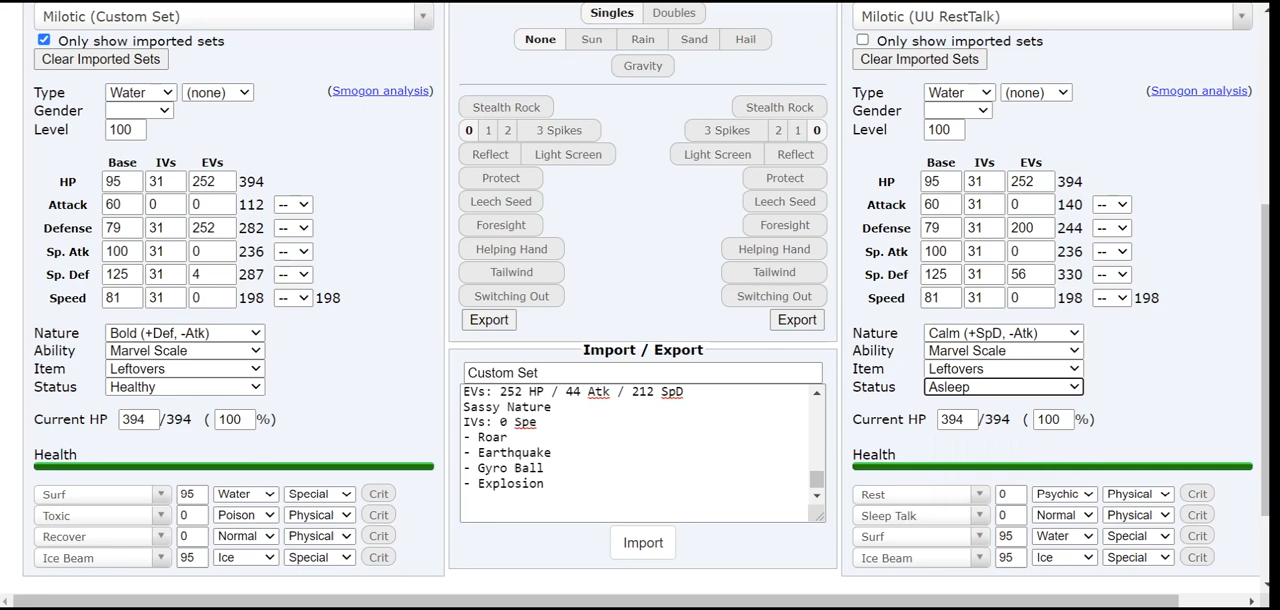 Milotic (Custom Set)
Only show imported sets
Clear Imported Sets
Type Water (none) (Smogon analysis)
Gender
Level 100
Base IVs EVs
HP 95 31 252 394
Attack 60 0 0 112 --
Defense 79 31 252 282 --
Sp. Atk 100 31 0 236 --
Sp. Def 125 31 4 287 --
Speed 81 31 0 198 -- 198
Nature Bold (+Def, -Atk)
Ability Marvel Scale
Item Leftovers
Status Healthy
Current HP 394 /394 ( 100 %)
Health
Surf 95 Water Special Crit
Toxic 0 Poison Physical Crit
Recover 0 Normal Physical Crit
Ice Beam 95 Ice Special Crit
Singles Doubles
None Sun Rain Sand Hail
Gravity
Stealth Rock Stealth Rock
0 1 2 3 Spikes 3 Spikes 2 1 0
Reflect Light Screen Light Screen Reflect
Protect Protect
Leech Seed Leech Seed
Foresight Foresight
Helping Hand Helping Hand
Tailwind Tailwind
Switching Out Switching Out
Export Export
Import / Export
Custom Set
EVs: 252 HP / 44 Atk / 212 SpD
Sassy Nature
IVs: 0 Spe
- Roar
- Earthquake
- Gyro Ball
- Explosion
Import
Milotic (UU RestTalk)
Only show imported sets
Clear Imported Sets
Type Water (none) (Smogon analysis)
Gender
Level 100
Base IVs EVs
HP 95 31 252 394
Attack 60 31 0 140 --
Defense 79 31 200 244 --
Sp. Atk 100 31 0 236 --
Sp. Def 125 31 56 330 --
Speed 81 31 0 198 -- 198
Nature Calm (+SpD, -Atk)
Ability Marvel Scale
Item Leftovers
Status Asleep
Current HP 394 /394 ( 100 %)
Health
Rest 0 Psychic Physical Crit
Sleep Talk 0 Normal Physical Crit
Surf 95 Water Special Crit
Ice Beam 95 Ice Special Crit